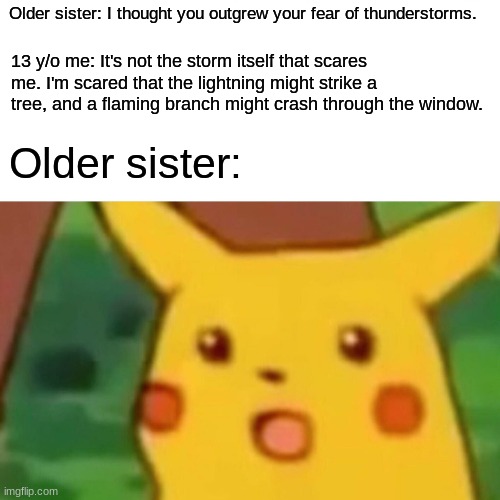 Older sister: I thought you outgrew your fear of thunderstorms.
13 y/o me: It's not the storm itself that scares
me. I'm scared that the lightning might strike a
tree, and a flaming branch might crash through the window.
Older sister:
imgflip.com